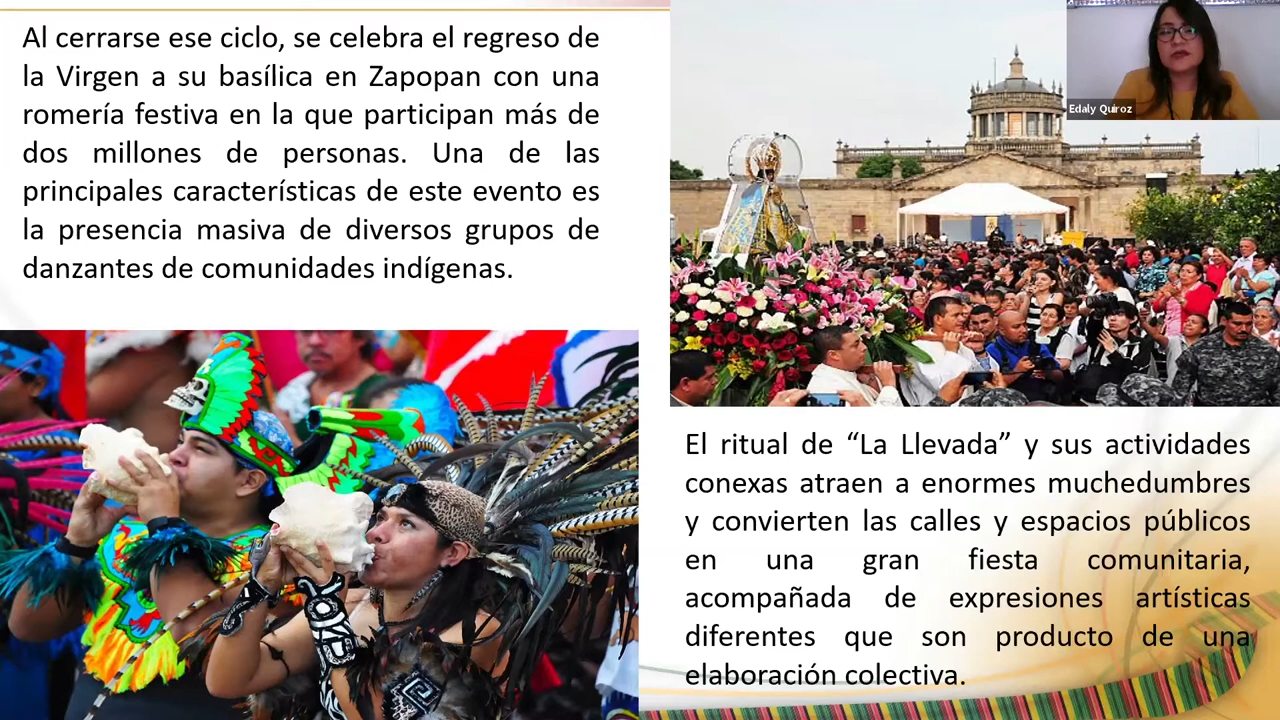 Al cerrarse ese ciclo, se celebra el regreso de
la Virgen a su basílica en Zapopan con una
romería festiva en la que participan más de
dos millones de personas. Una de las
principales características de este evento es
la presencia masiva de diversos grupos de
danzantes de comunidades indígenas.
Edaly Quiroz
El ritual de “La Llevada” y sus actividades
conexas atraen a enormes muchedumbres
y convierten las calles y espacios públicos
en una gran fiesta comunitaria,
acompañada de expresiones artísticas
diferentes que son producto de una
elaboración colectiva.